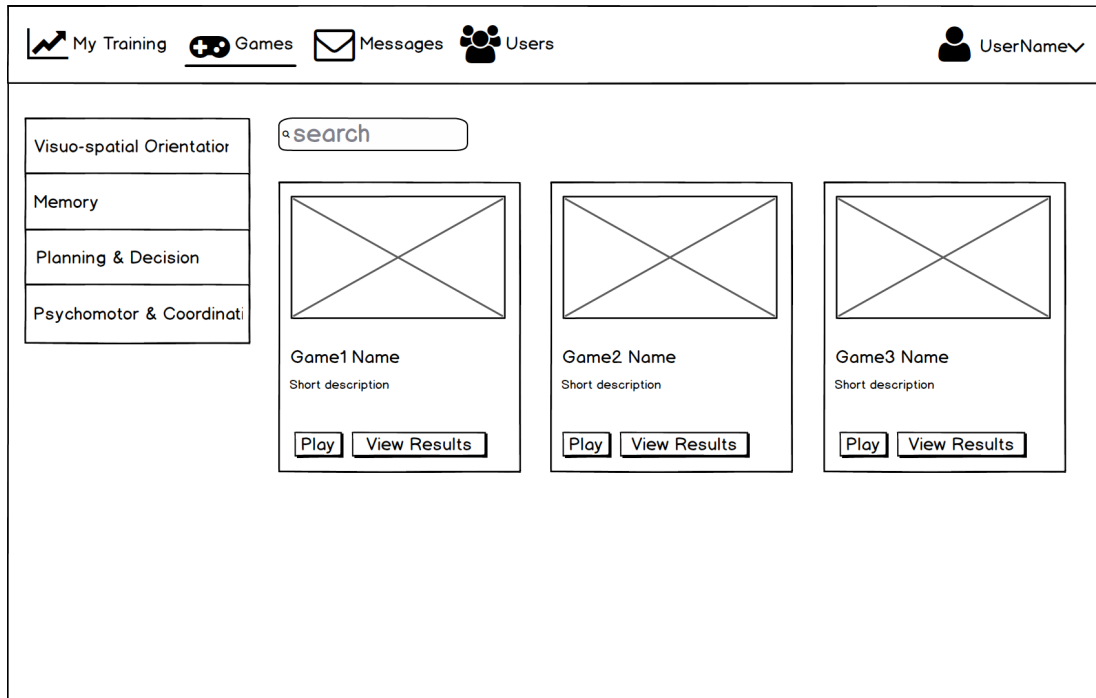 My Training Games Messages Users UserName
Visuo-spatial Orientation
Memory
Planning & Decision
Psychomotor & Coordinati
search
Game1 Name
Short description
Play View Results
Game2 Name
Short description
Play View Results
Game3 Name
Short description
Play View Results